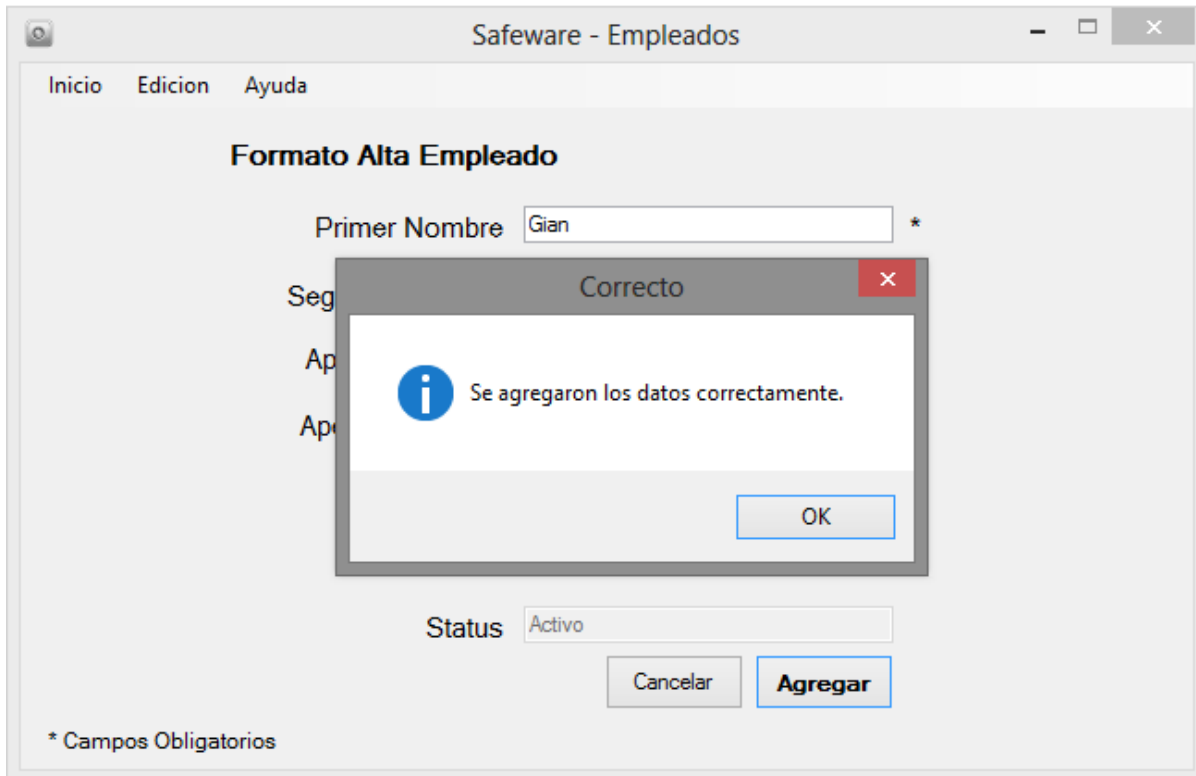 Safeware - Empleados
Inicio Edicion Ayuda
Formato Alta Empleado
Primer Nombre Gian *
Correcto
Se agregaron los datos correctamente.
OK
Status Activo
Cancelar Agregar
* Campos Obligatorios